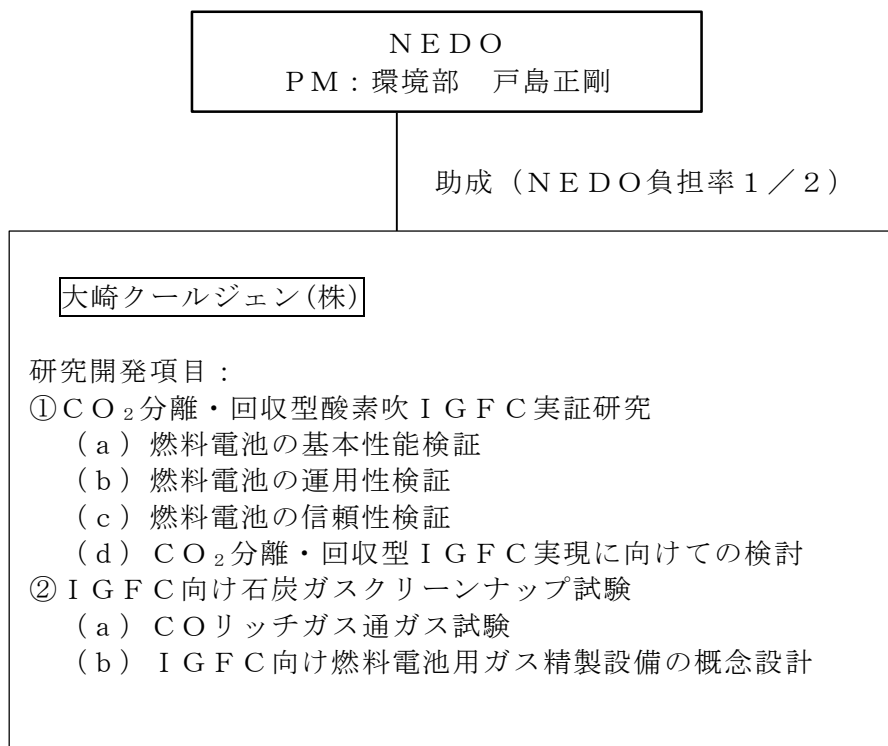 ＮＥＤＯ
ＰＭ：環境部　戸島正剛
助成（ＮＥＤＯ負担率１／２）
大崎クールジェン(株)
研究開発項目：
①ＣＯ₂分離・回収型酸素吹ＩＧＦＣ実証研究
（ａ）燃料電池の基本性能検証
（ｂ）燃料電池の運用性検証
（ｃ）燃料電池の信頼性検証
（ｄ）ＣＯ₂分離・回収型ＩＧＦＣ実現に向けての検討
②ＩＧＦＣ向け石炭ガスクリーンナップ試験
（ａ）ＣＯリッチガス通ガス試験
（ｂ）ＩＧＦＣ向け燃料電池用ガス精製設備の概念設計